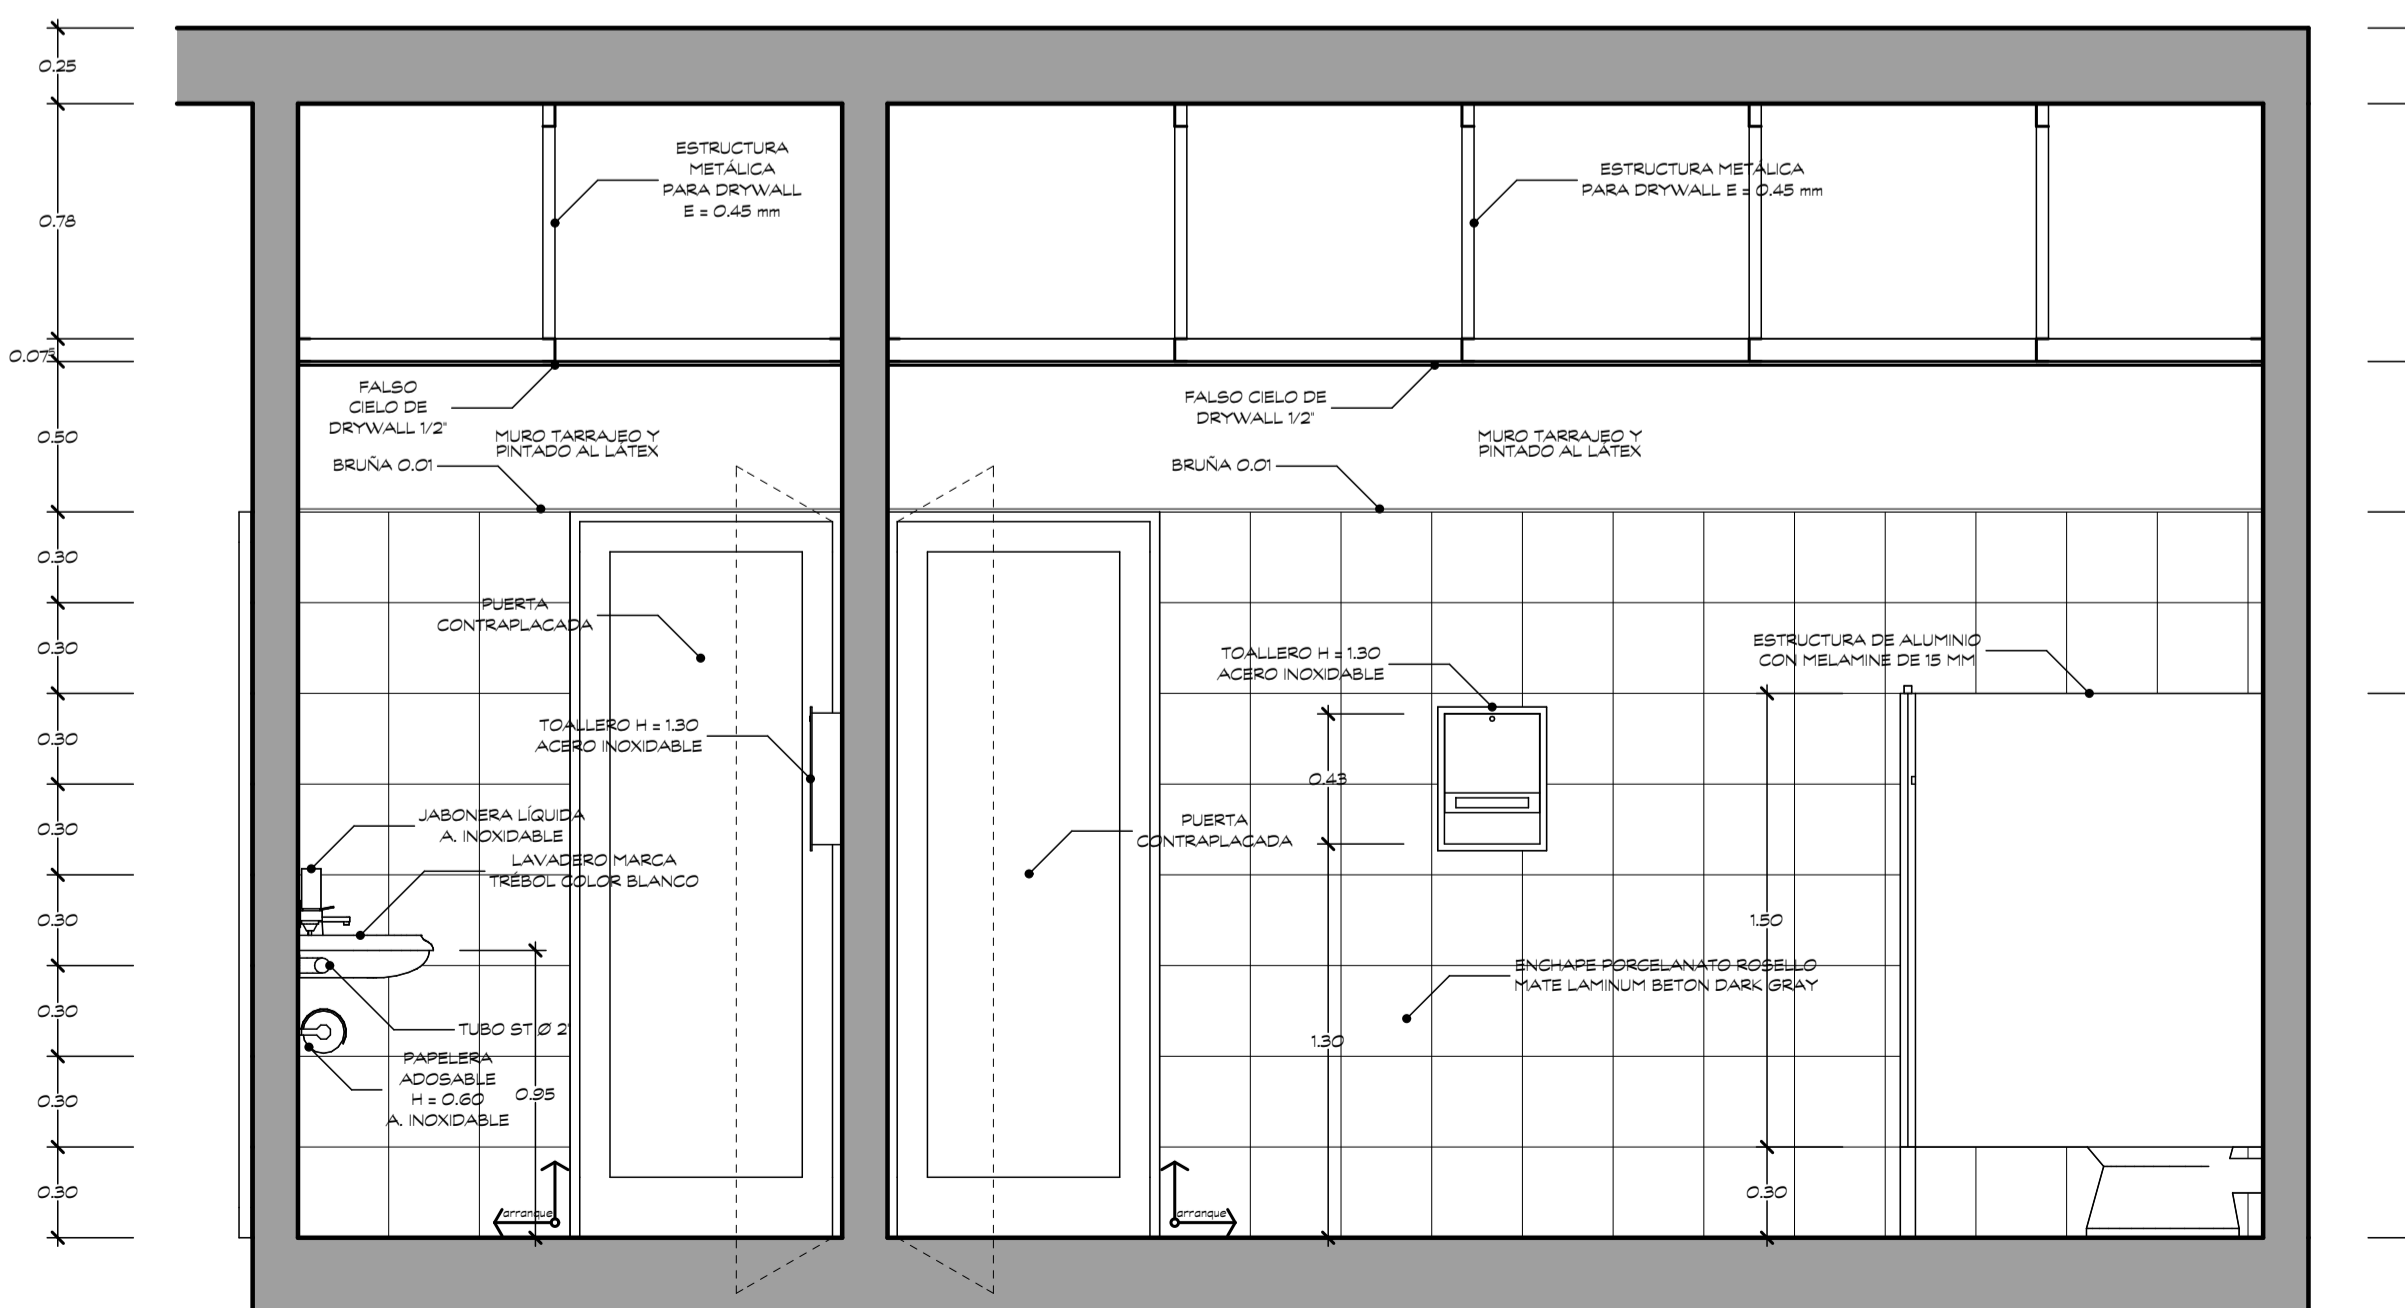 0.25
0.78
0.075
0.50
0.30
0.30
0.30
0.30
0.30
0.30
0.30
0.30
ESTRUCTURA
METÁLICA
PARA DRYWALL
E = 0.45 mm
FALSO
CIELO DE
DRYWALL 1/2"
MURO TARRAJEO Y
PINTADO AL LÁTEX
BRUÑA 0.01
PUERTA
CONTRAPLACADA
TOALLERO H = 1.30
ACERO INOXIDABLE
JABONERA LÍQUIDA
A. INOXIDABLE
LAVADERO MARCA
TRÉBOL COLOR BLANCO
TUBO ST Ø 2"
PAPELERA
ADOSABLE
H = 0.60
A. INOXIDABLE
0.95
arranque
ESTRUCTURA METÁLICA
PARA DRYWALL E = 0.45 mm
FALSO CIELO DE
DRYWALL 1/2"
MURO TARRAJEO Y
PINTADO AL LÁTEX
BRUÑA 0.01
TOALLERO H = 1.30
ACERO INOXIDABLE
ESTRUCTURA DE ALUMINIO
CON MELAMINE DE 15 MM
0.43
PUERTA
CONTRAPLACADA
1.50
ENCHAPE PORCELANATO ROSELLO
MATE LAMINUM BETON DARK GRAY
1.30
0.30
arranque